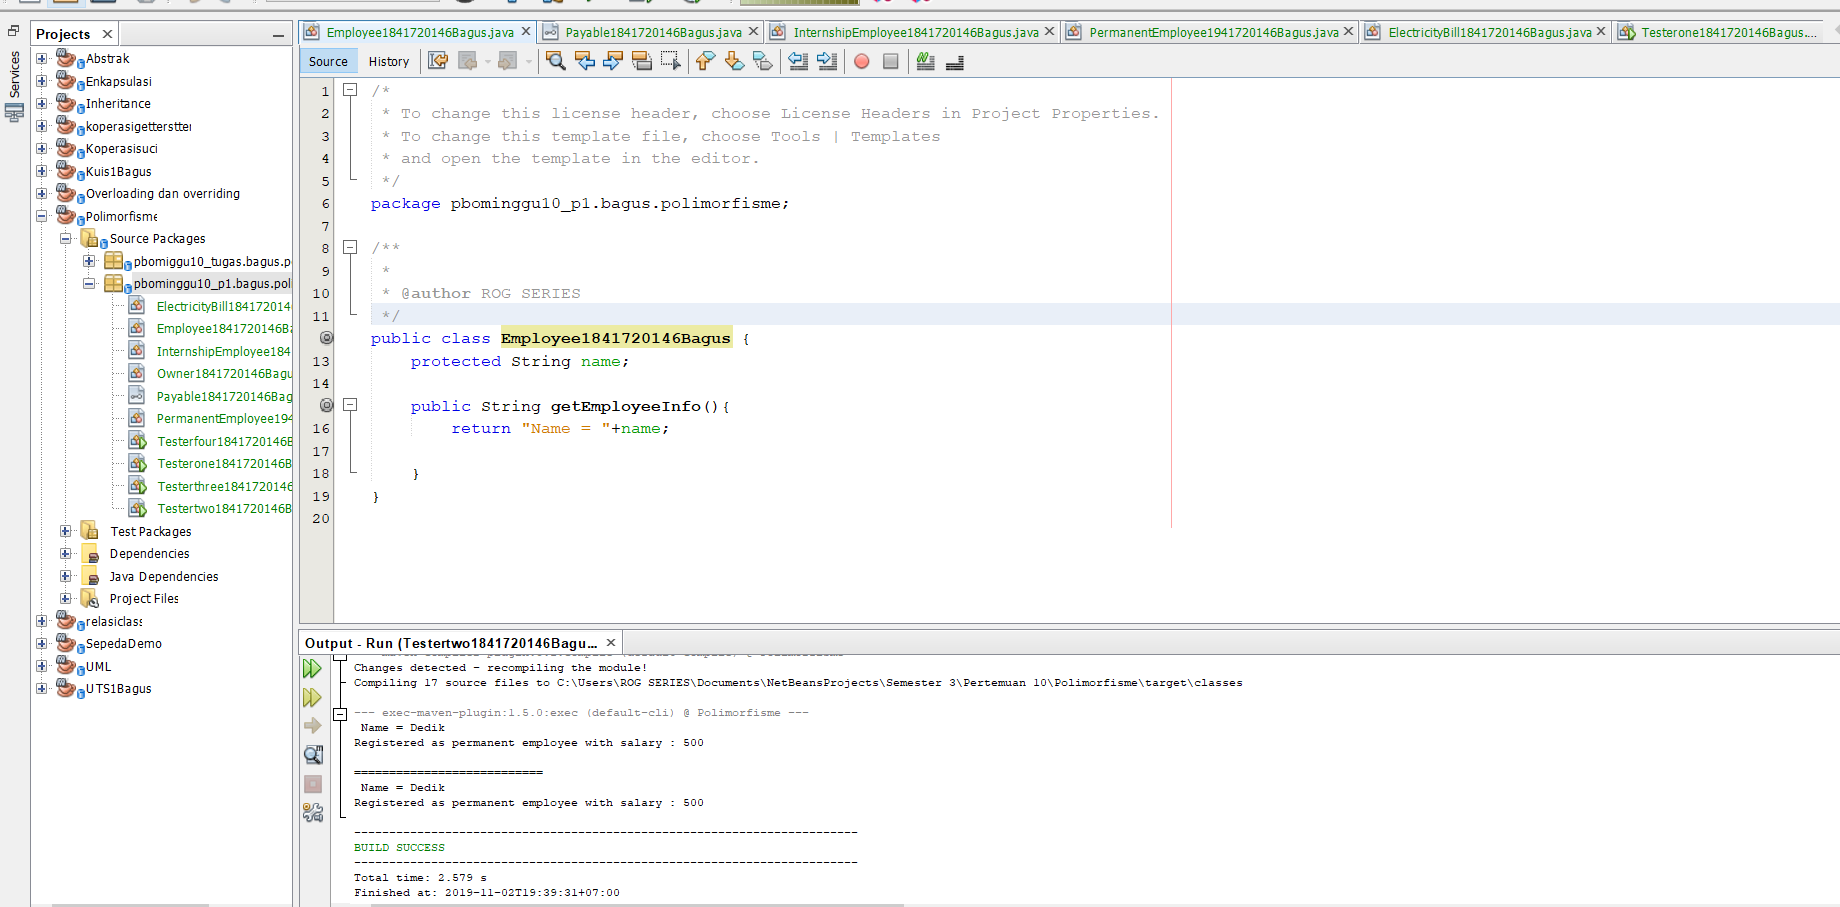 Services
Projects
Abstrak
Enkapsulasi
Inheritance
koperasigetterstter
Koperasisuci
Kuis1Bagus
Overloading dan overriding
Polimorfisme
Source Packages
pbomiggu10_tugas.bagus.p
pbominggu10_p1.bagus.pol
ElectricityBill184172014
Employee1841720146Ba
InternshipEmployee184
Owner1841720146Bagu
Payable1841720146Bag
PermanentEmployee194
Testerfour1841720146B
Testerone1841720146B
Testerthree1841720146
Testertwo1841720146B
Test Packages
Dependencies
Java Dependencies
Project Files
relasiclass
SepedaDemo
UML
UTS1Bagus
Employee1841720146Bagus.java Payable1841720146Bagus.java InternshipEmployee1841720146Bagus.java PermanentEmployee1941720146Bagus.java ElectricityBill1841720146Bagus.java Testerone1841720146Bagus....
Source History
1 /*
2 * To change this license header, choose License Headers in Project Properties.
3 * To change this template file, choose Tools | Templates
4 * and open the template in the editor.
5 */
6 package pbominggu10_p1.bagus.polimorfisme;
7
8 /**
9 *
10 * @author ROG SERIES
11 */
public class Employee1841720146Bagus {
13 protected String name;
14
public String getEmployeeInfo(){
16 return "Name = "+name;
17
18 }
19 }
20
Output - Run (Testertwo1841720146Bagu...
Changes detected - recompiling the module!
Compiling 17 source files to C:\Users\ROG SERIES\Documents\NetBeansProjects\Semester 3\Pertemuan 10\Polimorfisme\target\classes
--- exec-maven-plugin:1.5.0:exec (default-cli) @ Polimorfisme ---
Name = Dedik
Registered as permanent employee with salary : 500
===========================
Name = Dedik
Registered as permanent employee with salary : 500
------------------------------------------------------------------------
BUILD SUCCESS
------------------------------------------------------------------------
Total time: 2.579 s
Finished at: 2019-11-02T19:39:31+07:00